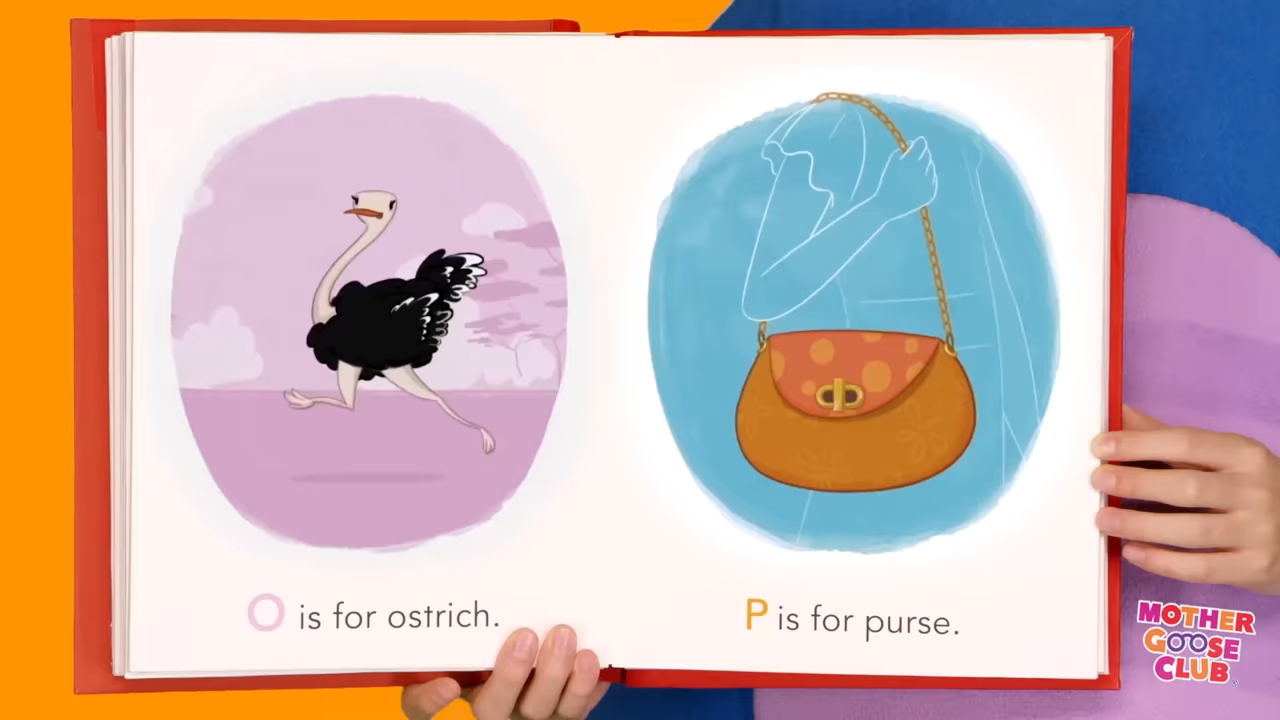 O is for ostrich.
P is for purse.
MOTHER
GOOSE
CLUB